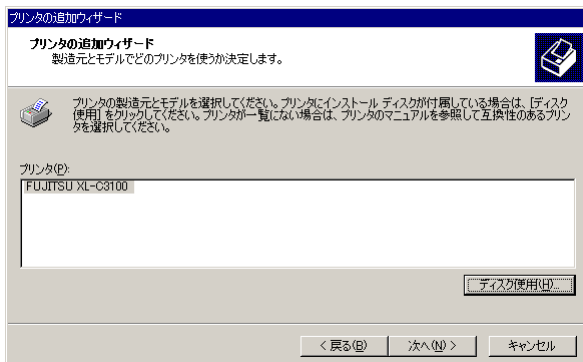 プリンタの追加ウィザード
プリンタの追加ウィザード
製造元とモデルでどのプリンタを使うか決定します。
プリンタの製造元とモデルを選択してください。プリンタにインストール ディスクが付属している場合は、[ディスク
使用] をクリックしてください。プリンタが一覧にない場合は、プリンタのマニュアルを参照して互換性のあるプリン
タを選択してください。
プリンタ(P):
FUJITSU XL-C3100
ディスク使用(H)...
< 戻る(B)
次へ(N) >
キャンセル